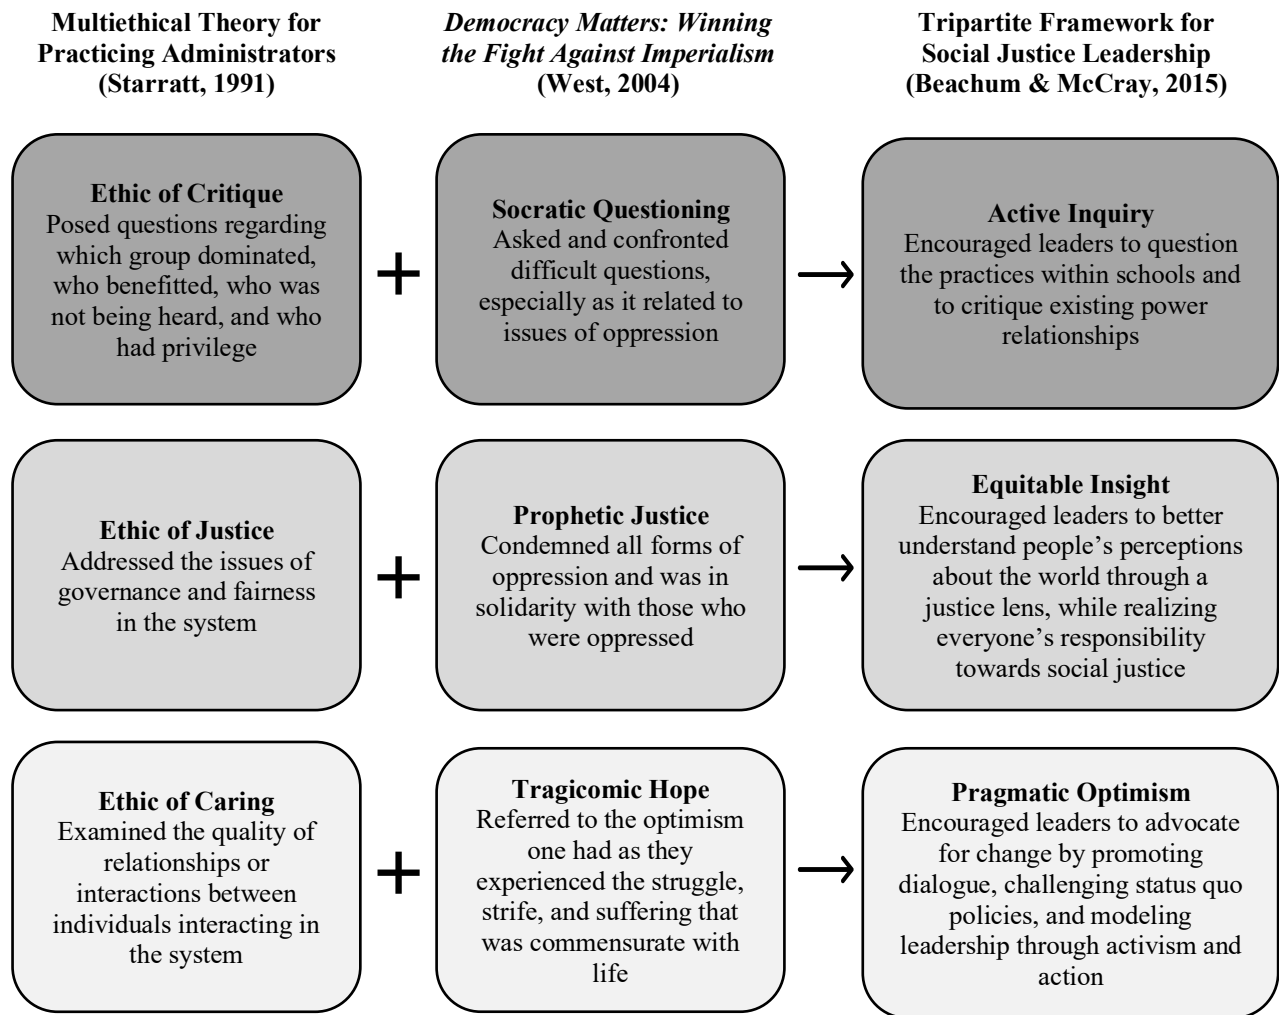 Multiethical Theory for
Practicing Administrators
(Starratt, 1991)
Democracy Matters: Winning
the Fight Against Imperialism
(West, 2004)
Tripartite Framework for
Social Justice Leadership
(Beachum & McCray, 2015)
Ethic of Critique
Posed questions regarding
which group dominated,
who benefitted, who was
not being heard, and who
had privilege
+
Socratic Questioning
Asked and confronted
difficult questions,
especially as it related to
issues of oppression
→
Active Inquiry
Encouraged leaders to question
the practices within schools and
to critique existing power
relationships
Ethic of Justice
Addressed the issues of
governance and fairness
in the system
+
Prophetic Justice
Condemned all forms of
oppression and was in
solidarity with those who
were oppressed
→
Equitable Insight
Encouraged leaders to better
understand people’s perceptions
about the world through a
justice lens, while realizing
everyone’s responsibility
towards social justice
Ethic of Caring
Examined the quality of
relationships or
interactions between
individuals interacting in
the system
+
Tragicomic Hope
Referred to the optimism
one had as they
experienced the struggle,
strife, and suffering that
was commensurate with
life
→
Pragmatic Optimism
Encouraged leaders to advocate
for change by promoting
dialogue, challenging status quo
policies, and modeling
leadership through activism and
action